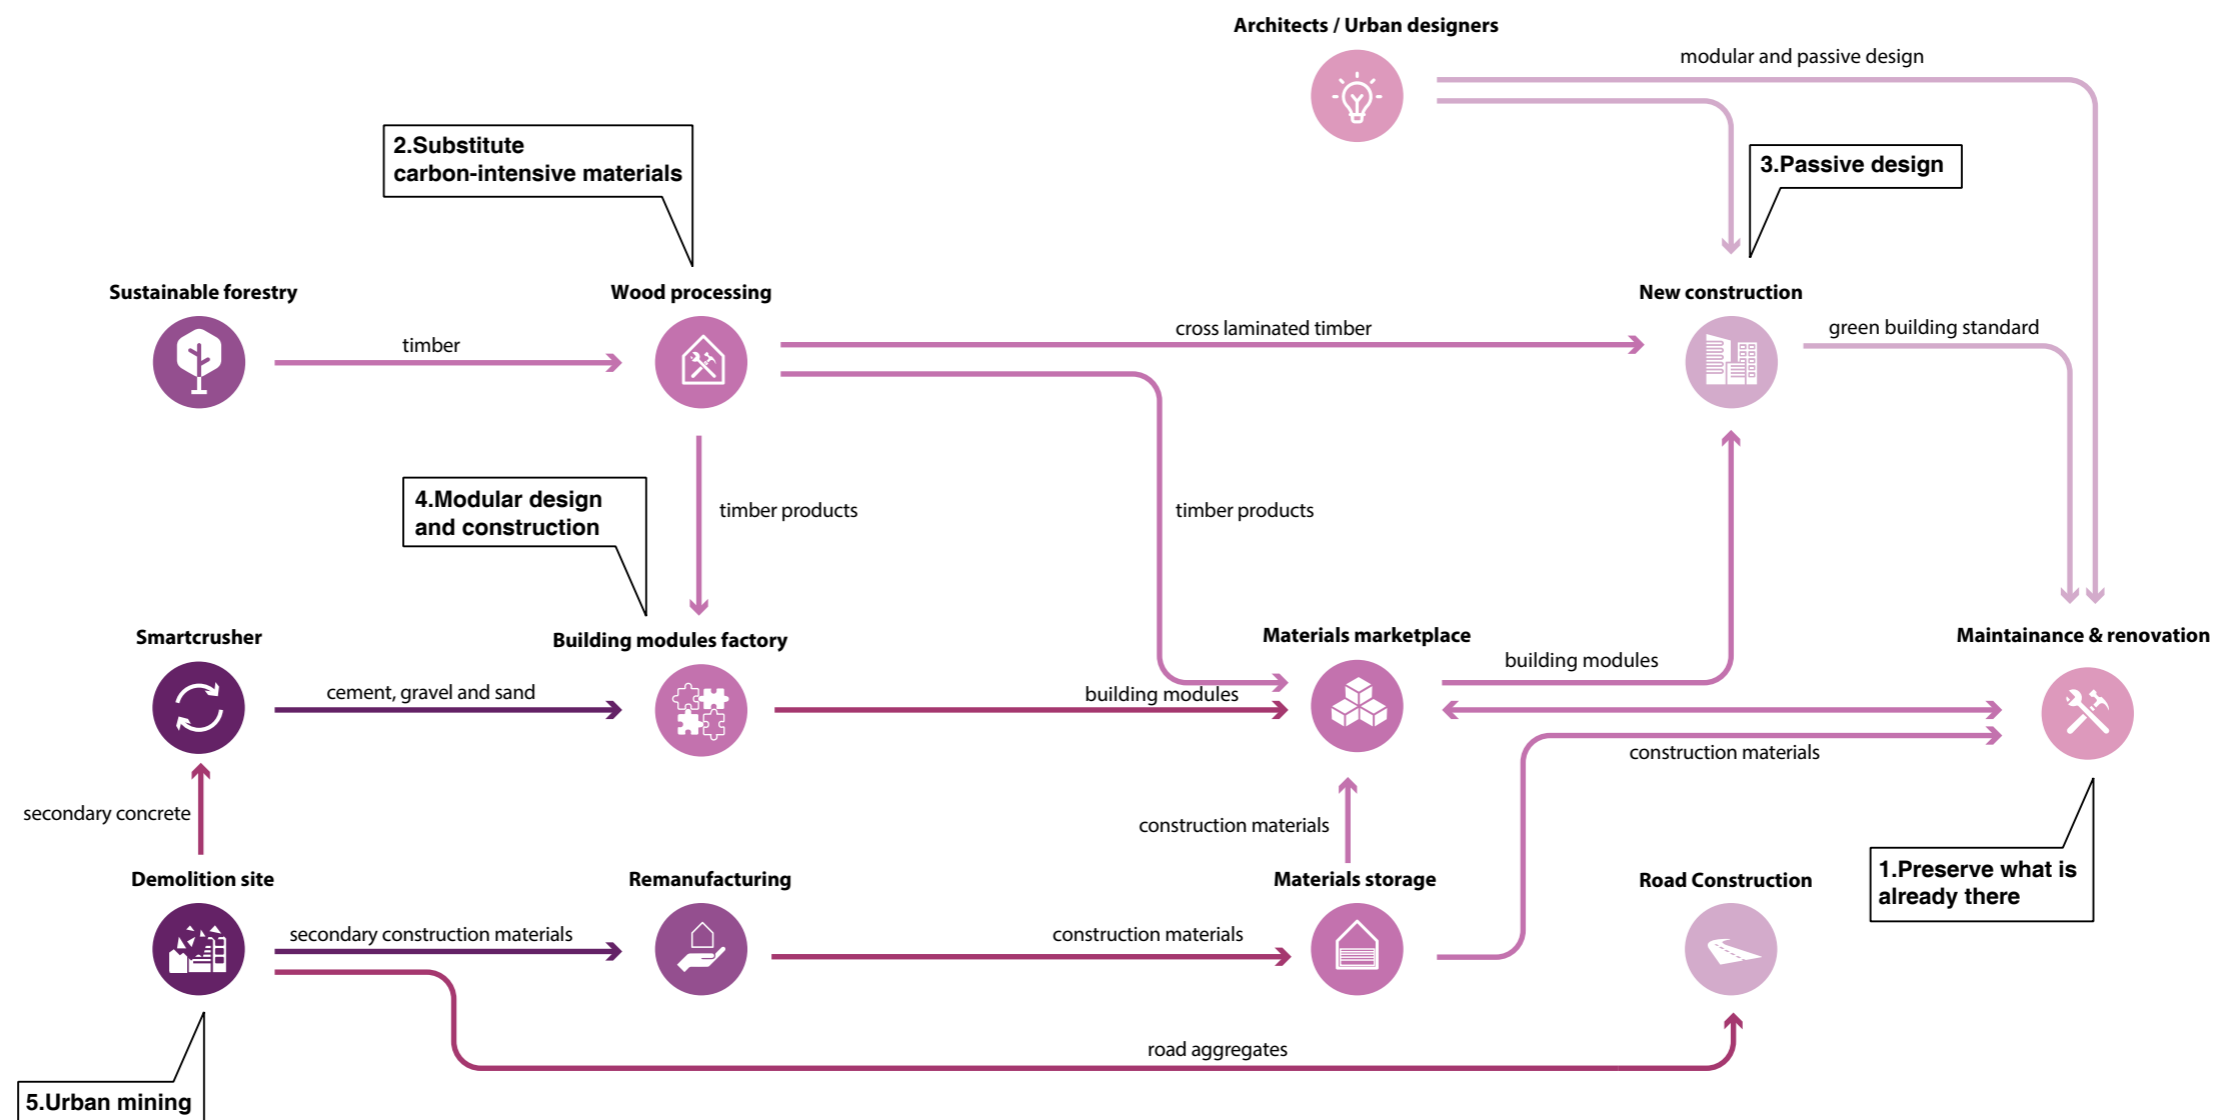 Architects / Urban designers
modular and passive design
2.Substitute
carbon-intensive materials
3.Passive design
Sustainable forestry
Wood processing
New construction
timber
cross laminated timber
green building standard
4.Modular design
and construction
timber products
timber products
Smartcrusher
Building modules factory
Materials marketplace
Maintainance & renovation
cement, gravel and sand
building modules
building modules
construction materials
secondary concrete
construction materials
Demolition site
Remanufacturing
Materials storage
Road Construction
1.Preserve what is
already there
secondary construction materials
construction materials
road aggregates
5.Urban mining